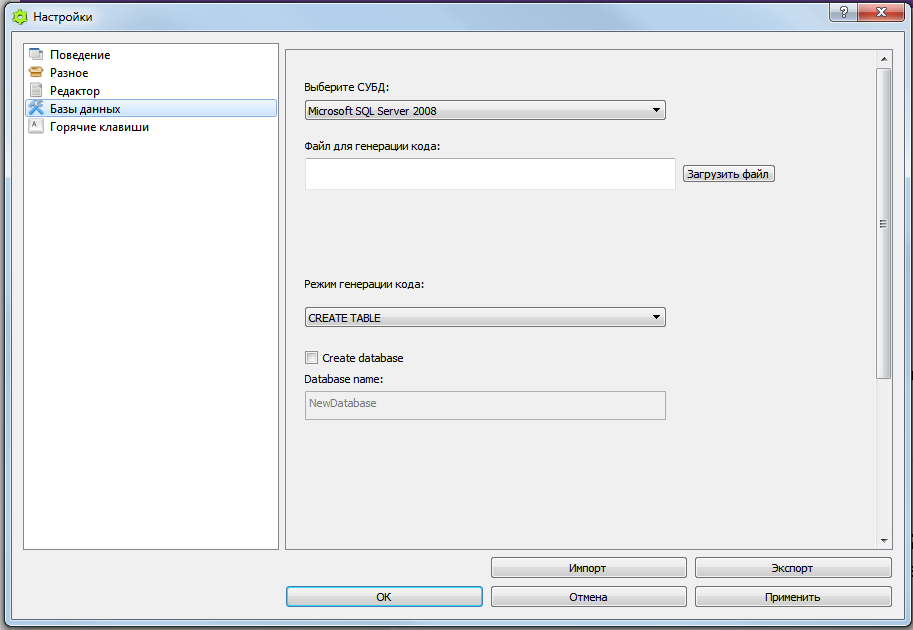 Настройки
?
Поведение
Разное
Редактор
Базы данных
A
Горячие клавиши
Выберите СУБД:
Microsoft SQL Server 2008
Файл для генерации кода:
Загрузить файл
Режим генерации кода:
CREATE TABLE
Create database
Database name:
NewDatabase
Импорт
Экспорт
OK
Отмена
Применить